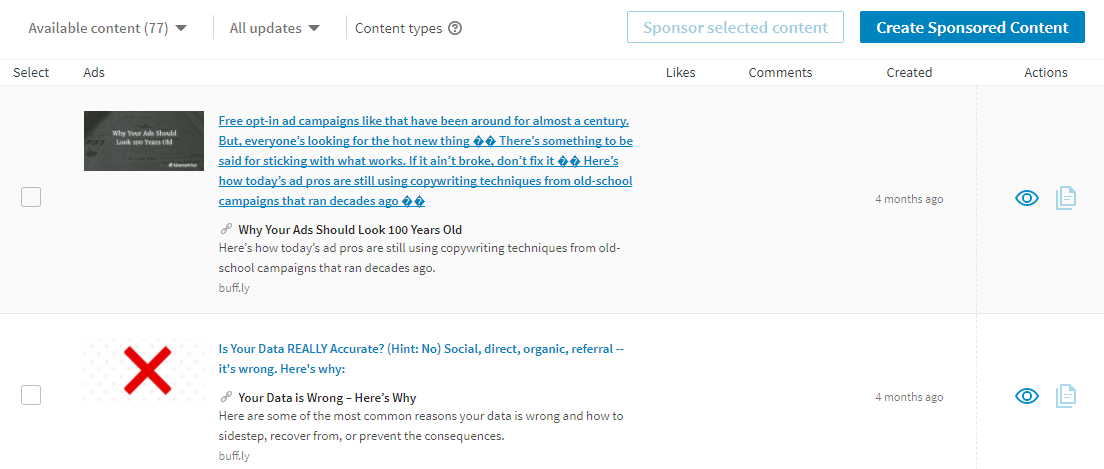 Available content (77) All updates Content types Sponsor selected content Create Sponsored Content
Select Ads Likes Comments Created Actions
Why Your Ads Should
Look 100 Years Old
kissmetrics
Free opt-in ad campaigns like that have been around for almost a century.
But, everyone’s looking for the hot new thing �� There’s something to be
said for sticking with what works. If it ain’t broke, don’t fix it �� Here’s
how today’s ad pros are still using copywriting techniques from old-school
campaigns that ran decades ago ��
4 months ago
Why Your Ads Should Look 100 Years Old
Here’s how today’s ad pros are still using copywriting techniques from old-
school campaigns that ran decades ago.
buff.ly
Is Your Data REALLY Accurate? (Hint: No) Social, direct, organic, referral --
it's wrong. Here's why:
4 months ago
Your Data is Wrong – Here’s Why
Here are some of the most common reasons your data is wrong and how to
sidestep, recover from, or prevent the consequences.
buff.ly